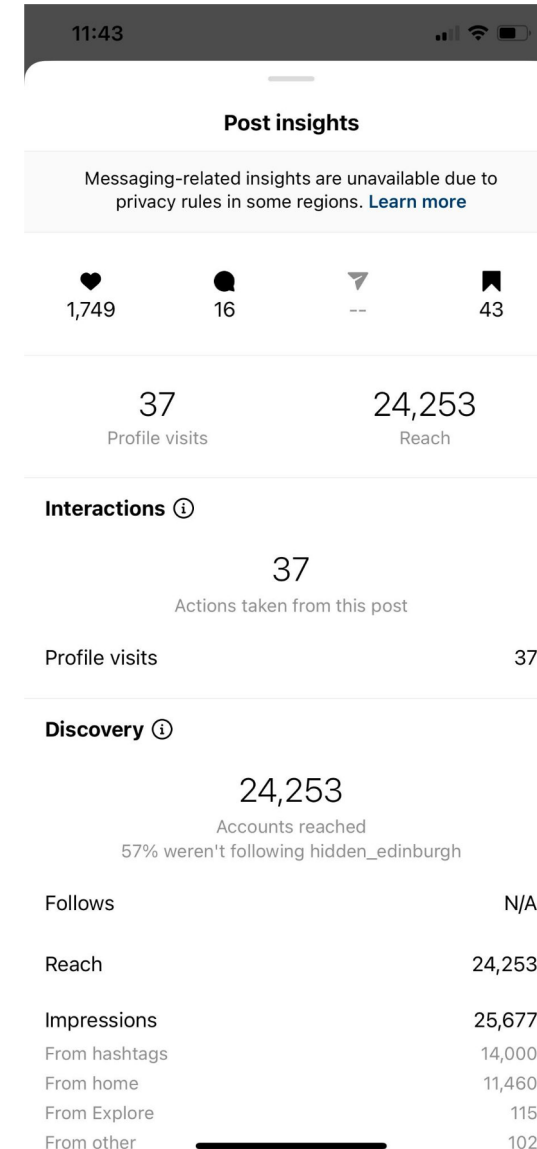 11:43
Post insights
Messaging-related insights are unavailable due to
privacy rules in some regions. Learn more
1,749 16 -- 43
37 24,253
Profile visits Reach
Interactions
37
Actions taken from this post
Profile visits 37
Discovery
24,253
Accounts reached
57% weren't following hidden_edinburgh
Follows N/A
Reach 24,253
Impressions 25,677
From hashtags 14,000
From home 11,460
From Explore 115
From other 102